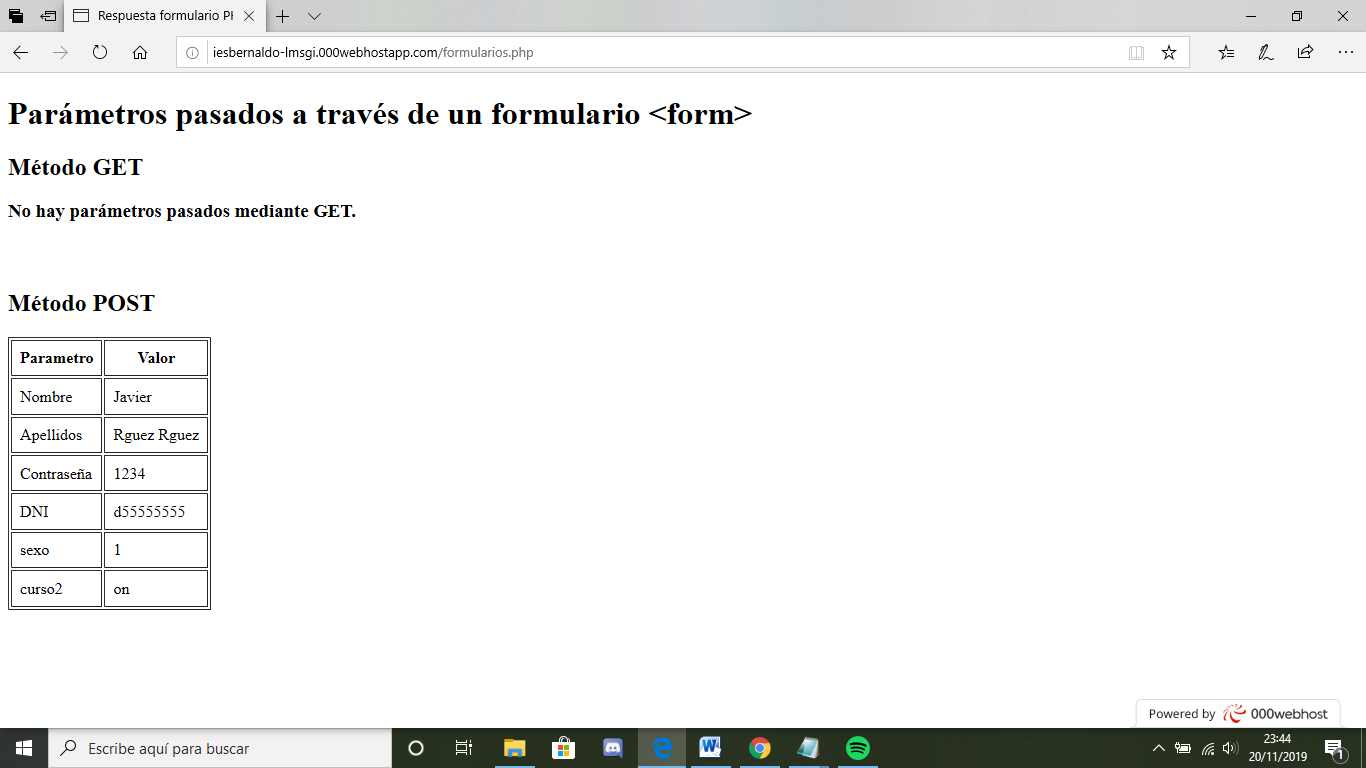 Respuesta formulario PH
iesbernaldo-lmsgi.000webhostapp.com/formularios.php
Parámetros pasados a través de un formulario <form>
Método GET
No hay parámetros pasados mediante GET.
Método POST
Parametro Valor
Nombre Javier
Apellidos Rguez Rguez
Contraseña 1234
DNI d55555555
sexo 1
curso2 on
Powered by 000webhost
Escribe aquí para buscar
23:44
20/11/2019
1